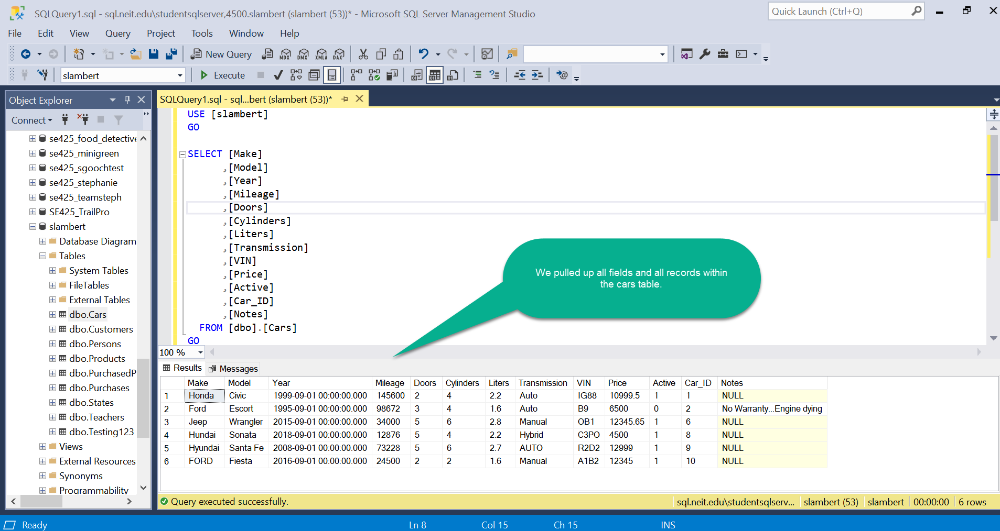 SQLQuery1.sql - sql.neit.edu\studentsqlserver,4500.slambert (slambert (53))* - Microsoft SQL Server Management Studio
Quick Launch (Ctrl+Q)
File Edit View Query Project Tools Window Help
New Query MDX DMX XMLA DAX
slambert Execute
Object Explorer
Connect
se425_food_detective
se425_minigreen
se425_sgoochtest
se425_stephanie
se425_teamsteph
SE425_TrailPro
slambert
Database Diagram
Tables
System Tables
FileTables
External Tables
dbo.Cars
dbo.Customers
dbo.Persons
dbo.Products
dbo.PurchasedP
dbo.Purchases
dbo.States
dbo.Teachers
dbo.Testing123
Views
External Resources
Synonyms
Programmability
SQLQuery1.sql - sql...bert (slambert (53))*
USE [slambert]
GO
SELECT [Make]
,[Model]
,[Year]
,[Mileage]
,[Doors]
,[Cylinders]
,[Liters]
,[Transmission]
,[VIN]
,[Price]
,[Active]
,[Car_ID]
,[Notes]
FROM [dbo].[Cars]
GO
We pulled up all fields and all records within
the cars table.
100 %
Results Messages
Make Model Year Mileage Doors Cylinders Liters Transmission VIN Price Active Car_ID Notes
1 Honda Civic 1999-09-01 00:00:00.000 145600 2 4 2.2 Auto IG88 10999.5 1 1 NULL
2 Ford Escort 1995-09-01 00:00:00.000 98672 3 4 1.6 Auto B9 6500 0 2 No Warranty...Engine dying
3 Jeep Wrangler 2015-09-01 00:00:00.000 34000 5 6 2.8 Manual OB1 12345.65 1 6 NULL
4 Hundai Sonata 2018-09-01 00:00:00.000 12876 5 4 2.2 Hybrid C3PO 4500 1 8 NULL
5 Hyundai Santa Fe 2008-09-01 00:00:00.000 73228 5 6 2.7 AUTO R2D2 12999 1 9 NULL
6 FORD Fiesta 2016-09-01 00:00:00.000 24500 2 2 1.6 Manual A1B2 12345 1 10 NULL
Query executed successfully. sql.neit.edu\studentsqlserv... slambert (53) slambert 00:00:00 6 rows
Ready Ln 8 Col 15 Ch 15 INS